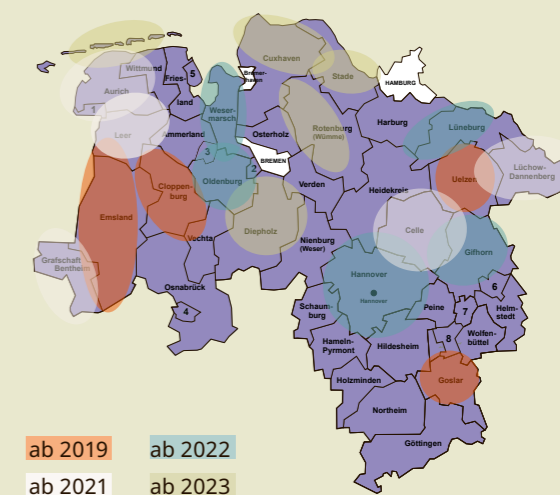 Cuxhaven
Wittmund
5
Fries-
land
Bremer-
haven
Stade
HAMBURG
Aurich
1
Weser-
marsch
Leer
Ammerland
Osterholz
Rotenburg
(Wümme)
Harburg
Lüneburg
3
BREMEN
2
Oldenburg
Cloppen-
burg
Uelzen
Lüchow-
Dannenberg
Verden
Heidekreis
Emsland
Vechta
Diepholz
Nienburg
(Weser)
Celle
Gifhorn
Grafschaft
Bentheim
Osnabrück
4
Hannover
Hannover
6
Schaum-
burg
Peine
7
Helm-
stedt
Hameln-
Pyrmont
Hildesheim
8
Wolfen-
büttel
Holzminden
Goslar
Northeim
Göttingen
ab 2019
ab 2022
ab 2021
ab 2023